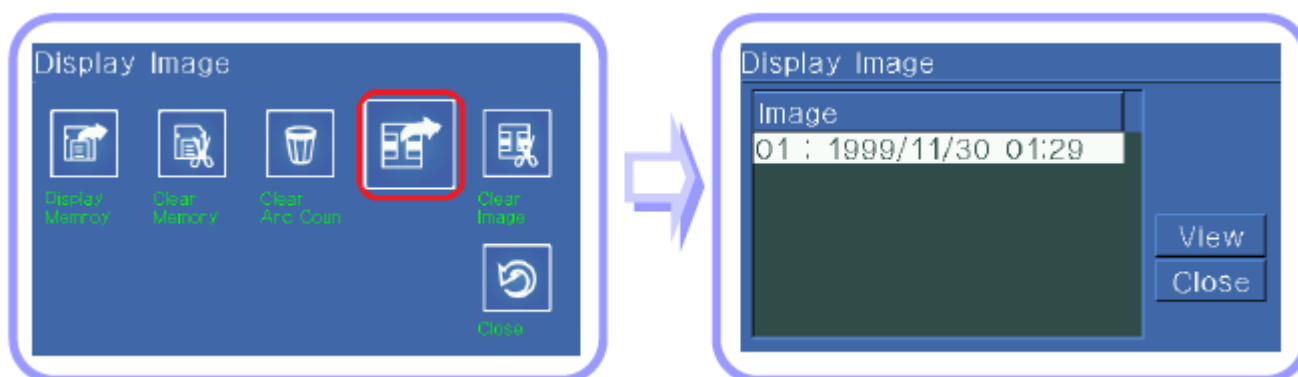 Display Image
Display
Memroy
Clear
Memory
Clear
Arc Coun
Clear
Image
Close
Display Image
Image
01 : 1999/11/30 01:29
View
Close